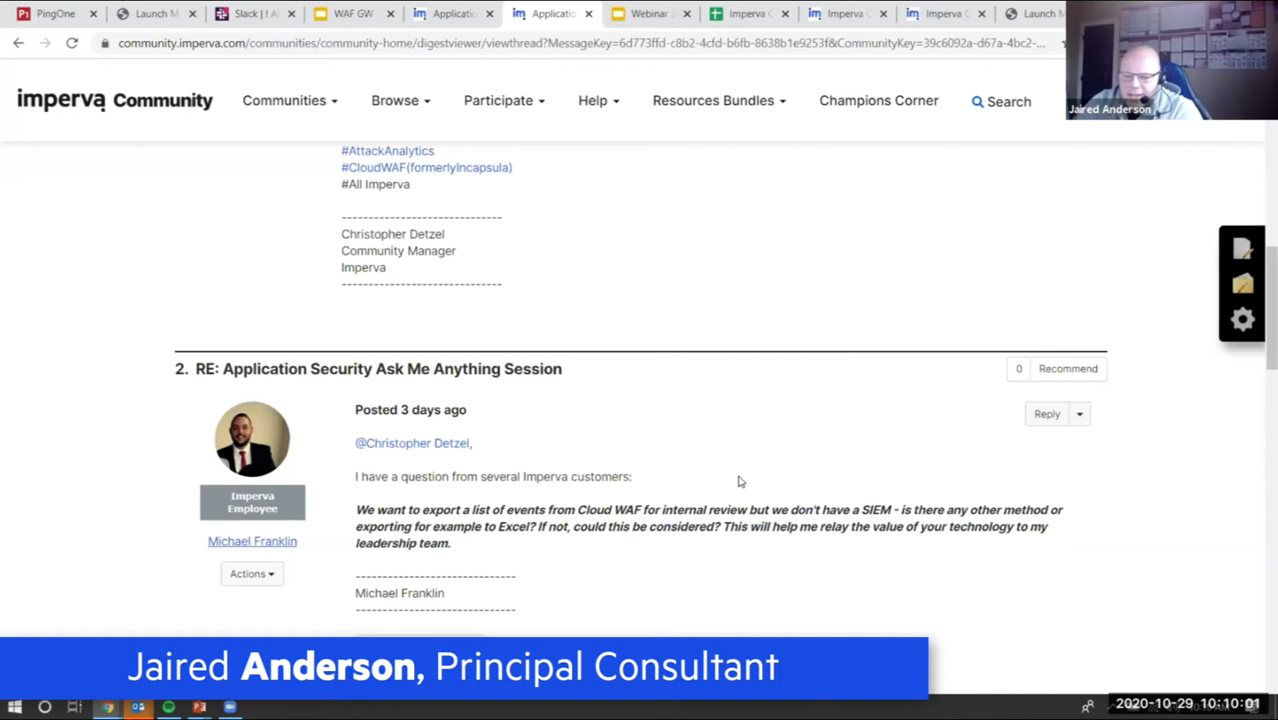 PingOne
Launch M
Slack | I A
WAF GW
Applicatio
Applicatio
Webinar 2
Imperva C
Imperva C
Imperva C
Launch M
community.imperva.com/communities/community-home/digestviewer/viewthread?MessageKey=6d773ffd-c8b2-4cfd-b6fb-8638b1e9253f&CommunityKey=39c6092a-d67a-4bc2-...
imperva Community
Communities
Browse
Participate
Help
Resources Bundles
Champions Corner
Search
Jaired Anderson
#AttackAnalytics
#CloudWAF(formerlyIncapsula)
#All Imperva
------------------------------
Christopher Detzel
Community Manager
Imperva
------------------------------
2. RE: Application Security Ask Me Anything Session
0 Recommend
Posted 3 days ago
Reply
@Christopher Detzel,
I have a question from several Imperva customers:
Imperva
Employee
We want to export a list of events from Cloud WAF for internal review but we don't have a SIEM - is there any other method or
exporting for example to Excel? If not, could this be considered? This will help me relay the value of your technology to my
leadership team.
Michael Franklin
Actions
------------------------------
Michael Franklin
------------------------------
Jaired Anderson, Principal Consultant
2020-10-29 10:10:01